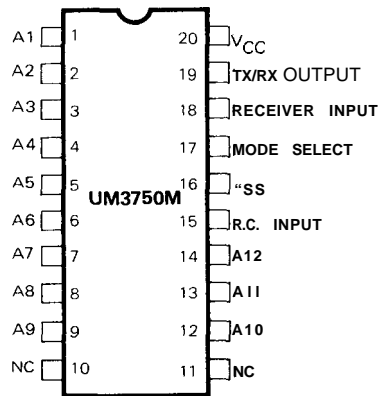 A1 1 20 VCC
A2 2 19 TX/RX OUTPUT
A3 3 18 RECEIVER INPUT
A4 4 17 MODE SELECT
A5 5 16 “SS
UM3750M
A6 6 15 R.C. INPUT
A7 7 14 A12
A8 8 13 All
A9 9 12 A10
NC 10 11 NC